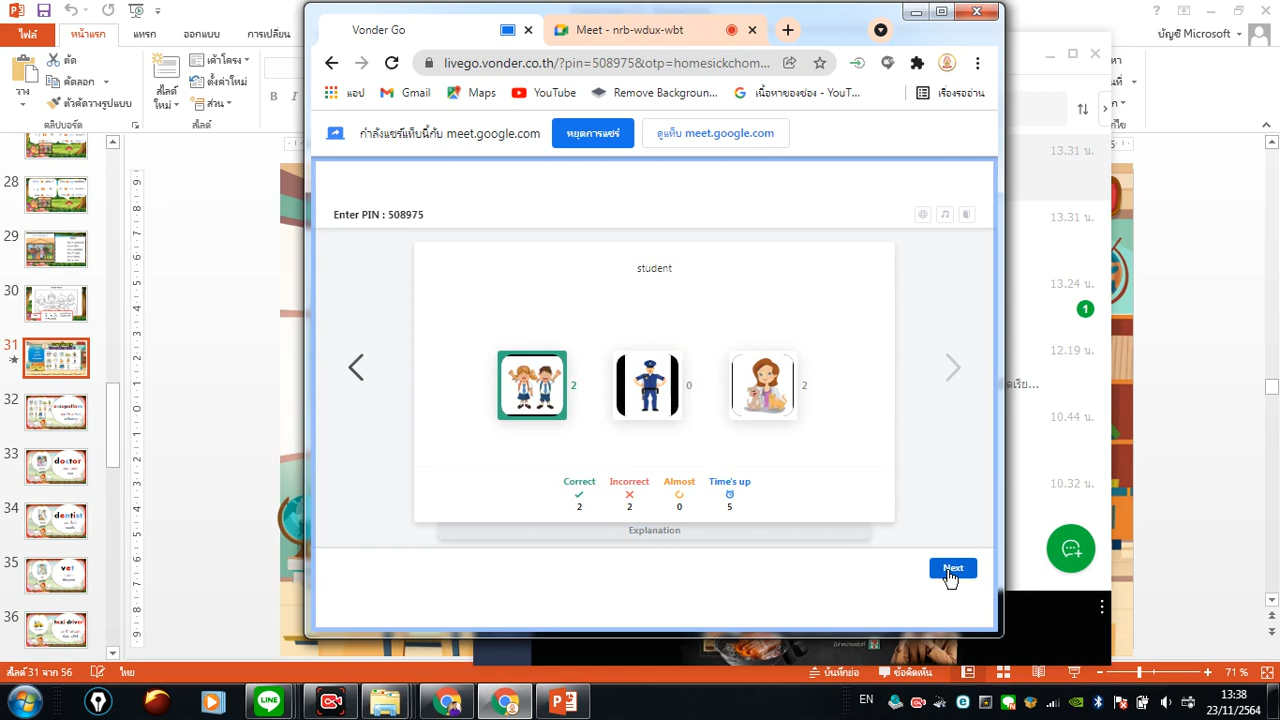 ไฟล์
หน้าแรก
แทรก
ออกแบบ
การเปลี่ยน
บัญชี Microsoft
วาง
ตัด
คัดลอก
ตัวคัดวางรูปแบบ
คลิปบอร์ด
สไลด์
ใหม่
เค้าโครง
ตั้งค่าใหม่
ส่วน
สไลด์
B I
Vonder Go
Meet - nrb-wdux-wbt
livego.vonder.co.th/?pin=508975&otp=homesickchom...
แอป
Gmail
Maps
YouTube
Remove Backgroun...
เนื้อหาของช่อง - YouT...
เรื่องรออ่าน
กำลังแชร์แท็บนี้กับ meet.google.com
หยุดการแชร์
ดูแท็บ meet.google.com
Enter PIN : 508975
student
2
0
2
Correct
Incorrect
Almost
Time's up
2
2
0
5
Explanation
Next
28
29
30
31
32
occupations
33
doctor
34
dentist
35
vet
36
taxi driver
13.31 น.
13.31 น.
13.24 น.
1
12.19 น.
10.44 น.
10.32 น.
สไลด์ 31 จาก 56
ไทย
บันทึกย่อ
ข้อคิดเห็น
71 %
LINE
EN
13:38
23/11/2564